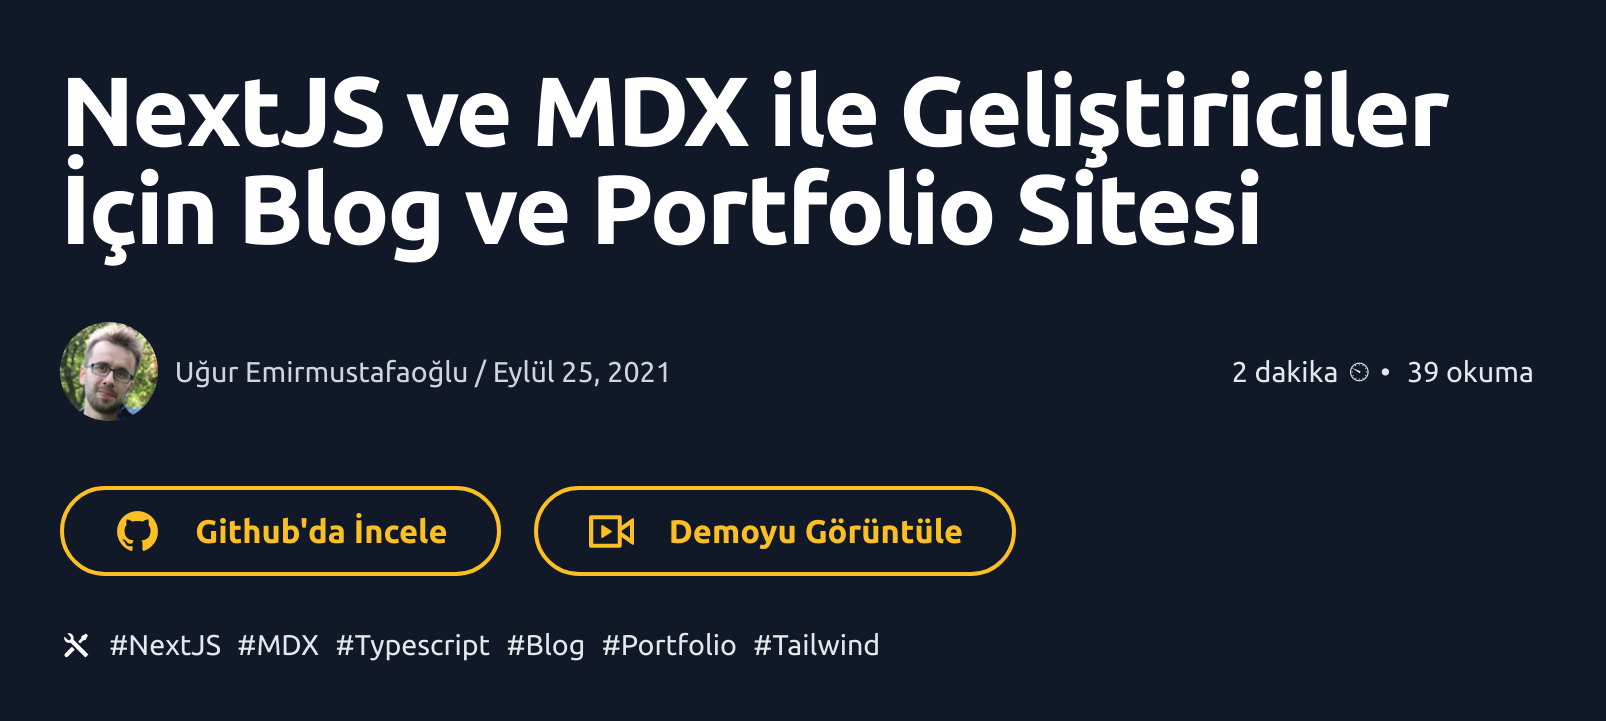 NextJS ve MDX ile Geliştiriciler
İçin Blog ve Portfolio Sitesi
Uğur Emirmustafaoğlu / Eylül 25, 2021
2 dakika • 39 okuma
Github'da İncele
Demoyu Görüntüle
#NextJS #MDX #Typescript #Blog #Portfolio #Tailwind